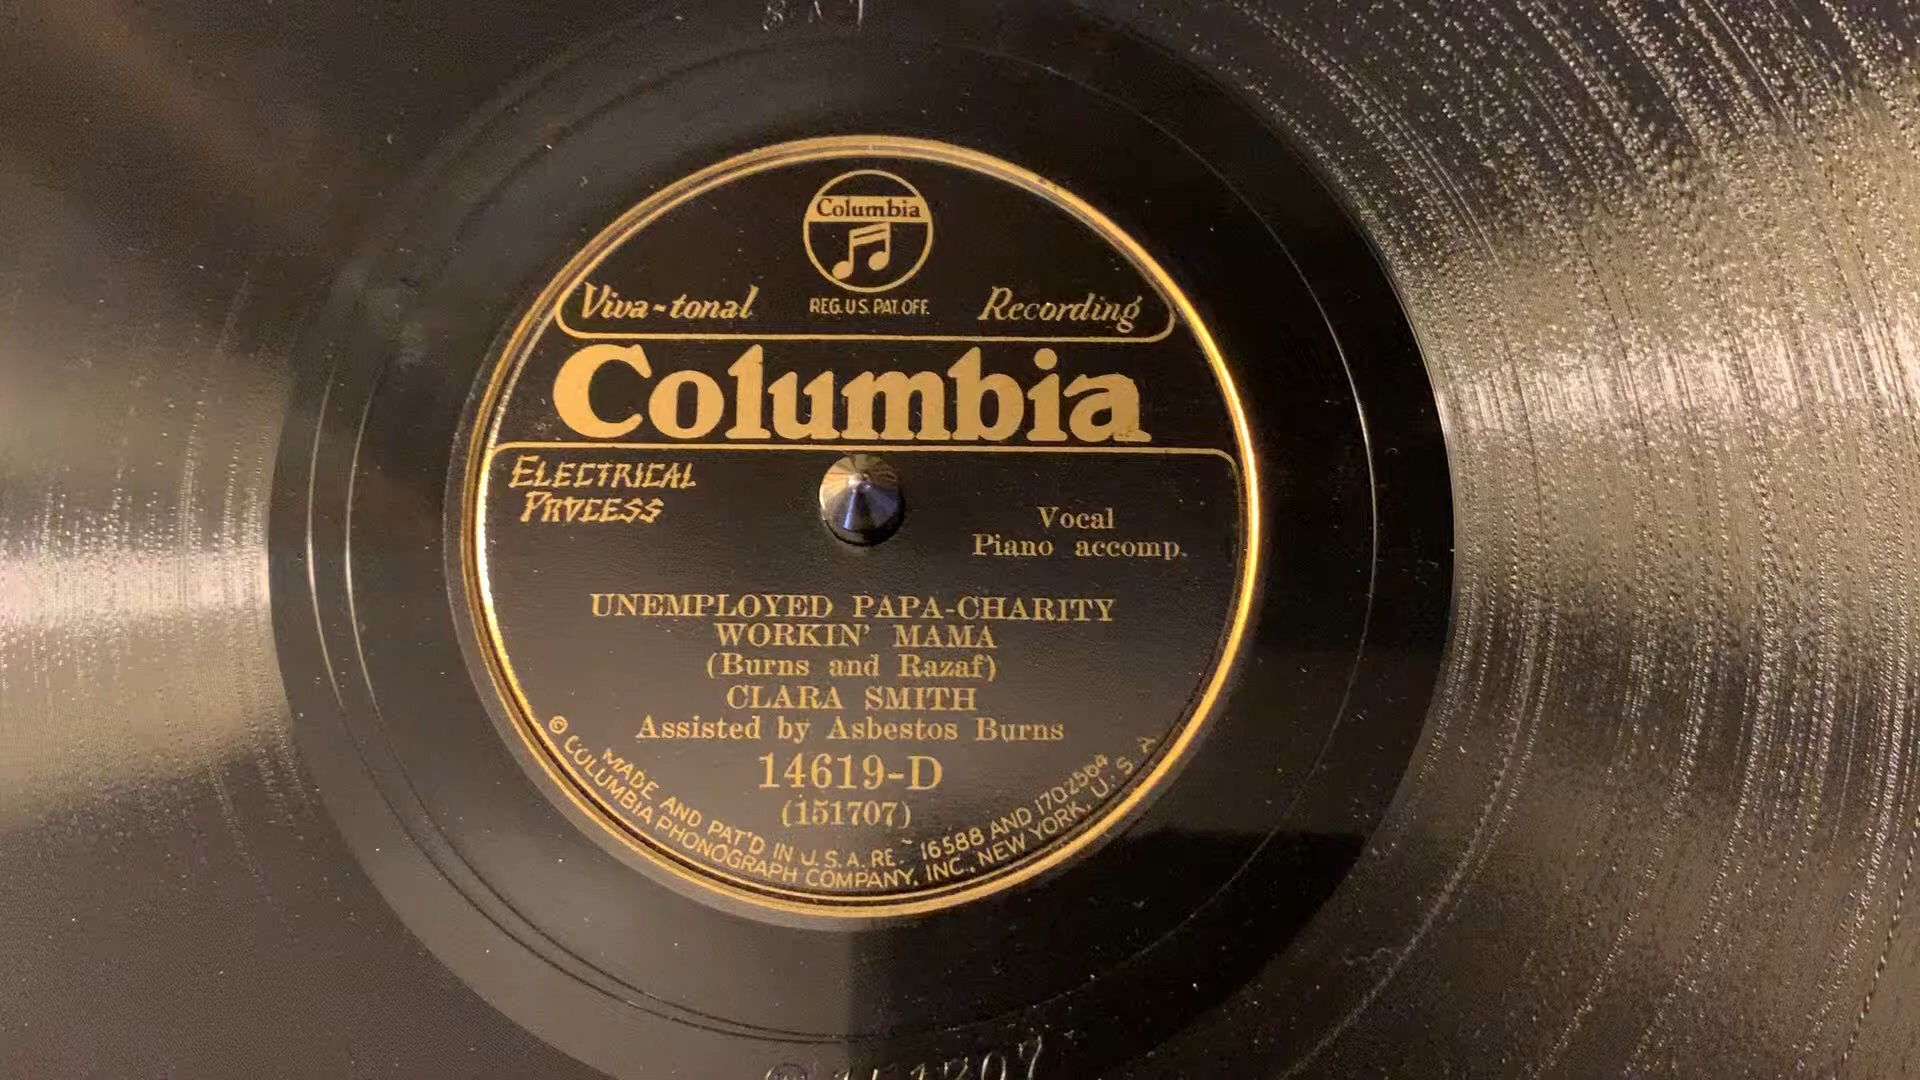 Columbia
REG. U.S. PAT. OFF.
Viva-tonal Recording
Columbia
ELECTRICAL
PROCESS
Vocal
Piano accomp.
UNEMPLOYED PAPA-CHARITY
WORKIN' MAMA
(Burns and Razaf)
CLARA SMITH
Assisted by Asbestos Burns
14619-D
(151707)
MADE AND PAT'D IN U.S.A. RE.- 16588 AND 1702564
© COLUMBIA PHONOGRAPH COMPANY, INC., NEW YORK, U.S.A
151707